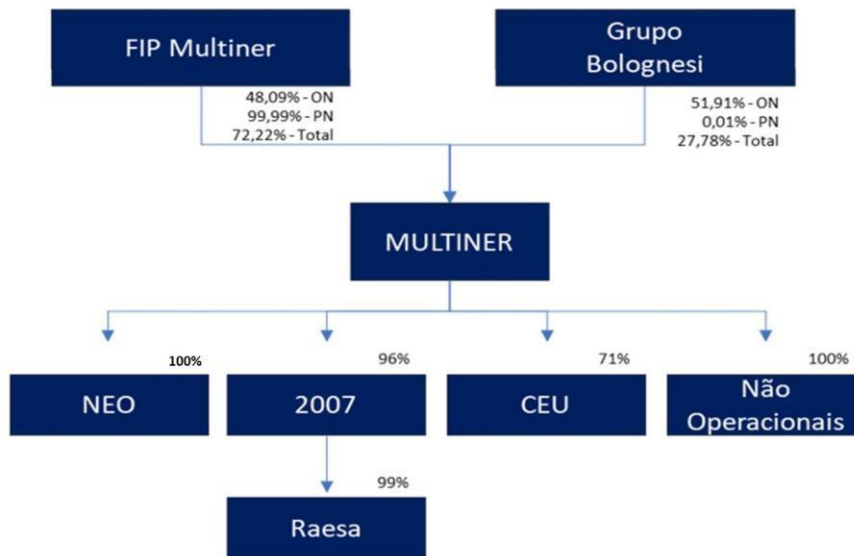 FIP Multiner
Grupo
Bolognesi
48,09% - ON
99,99% - PN
72,22% - Total
51,91% - ON
0,01% - PN
27,78% - Total
MULTINER
100%
96%
71%
100%
NEO
2007
CEU
Não
Operacionais
99%
Raesa